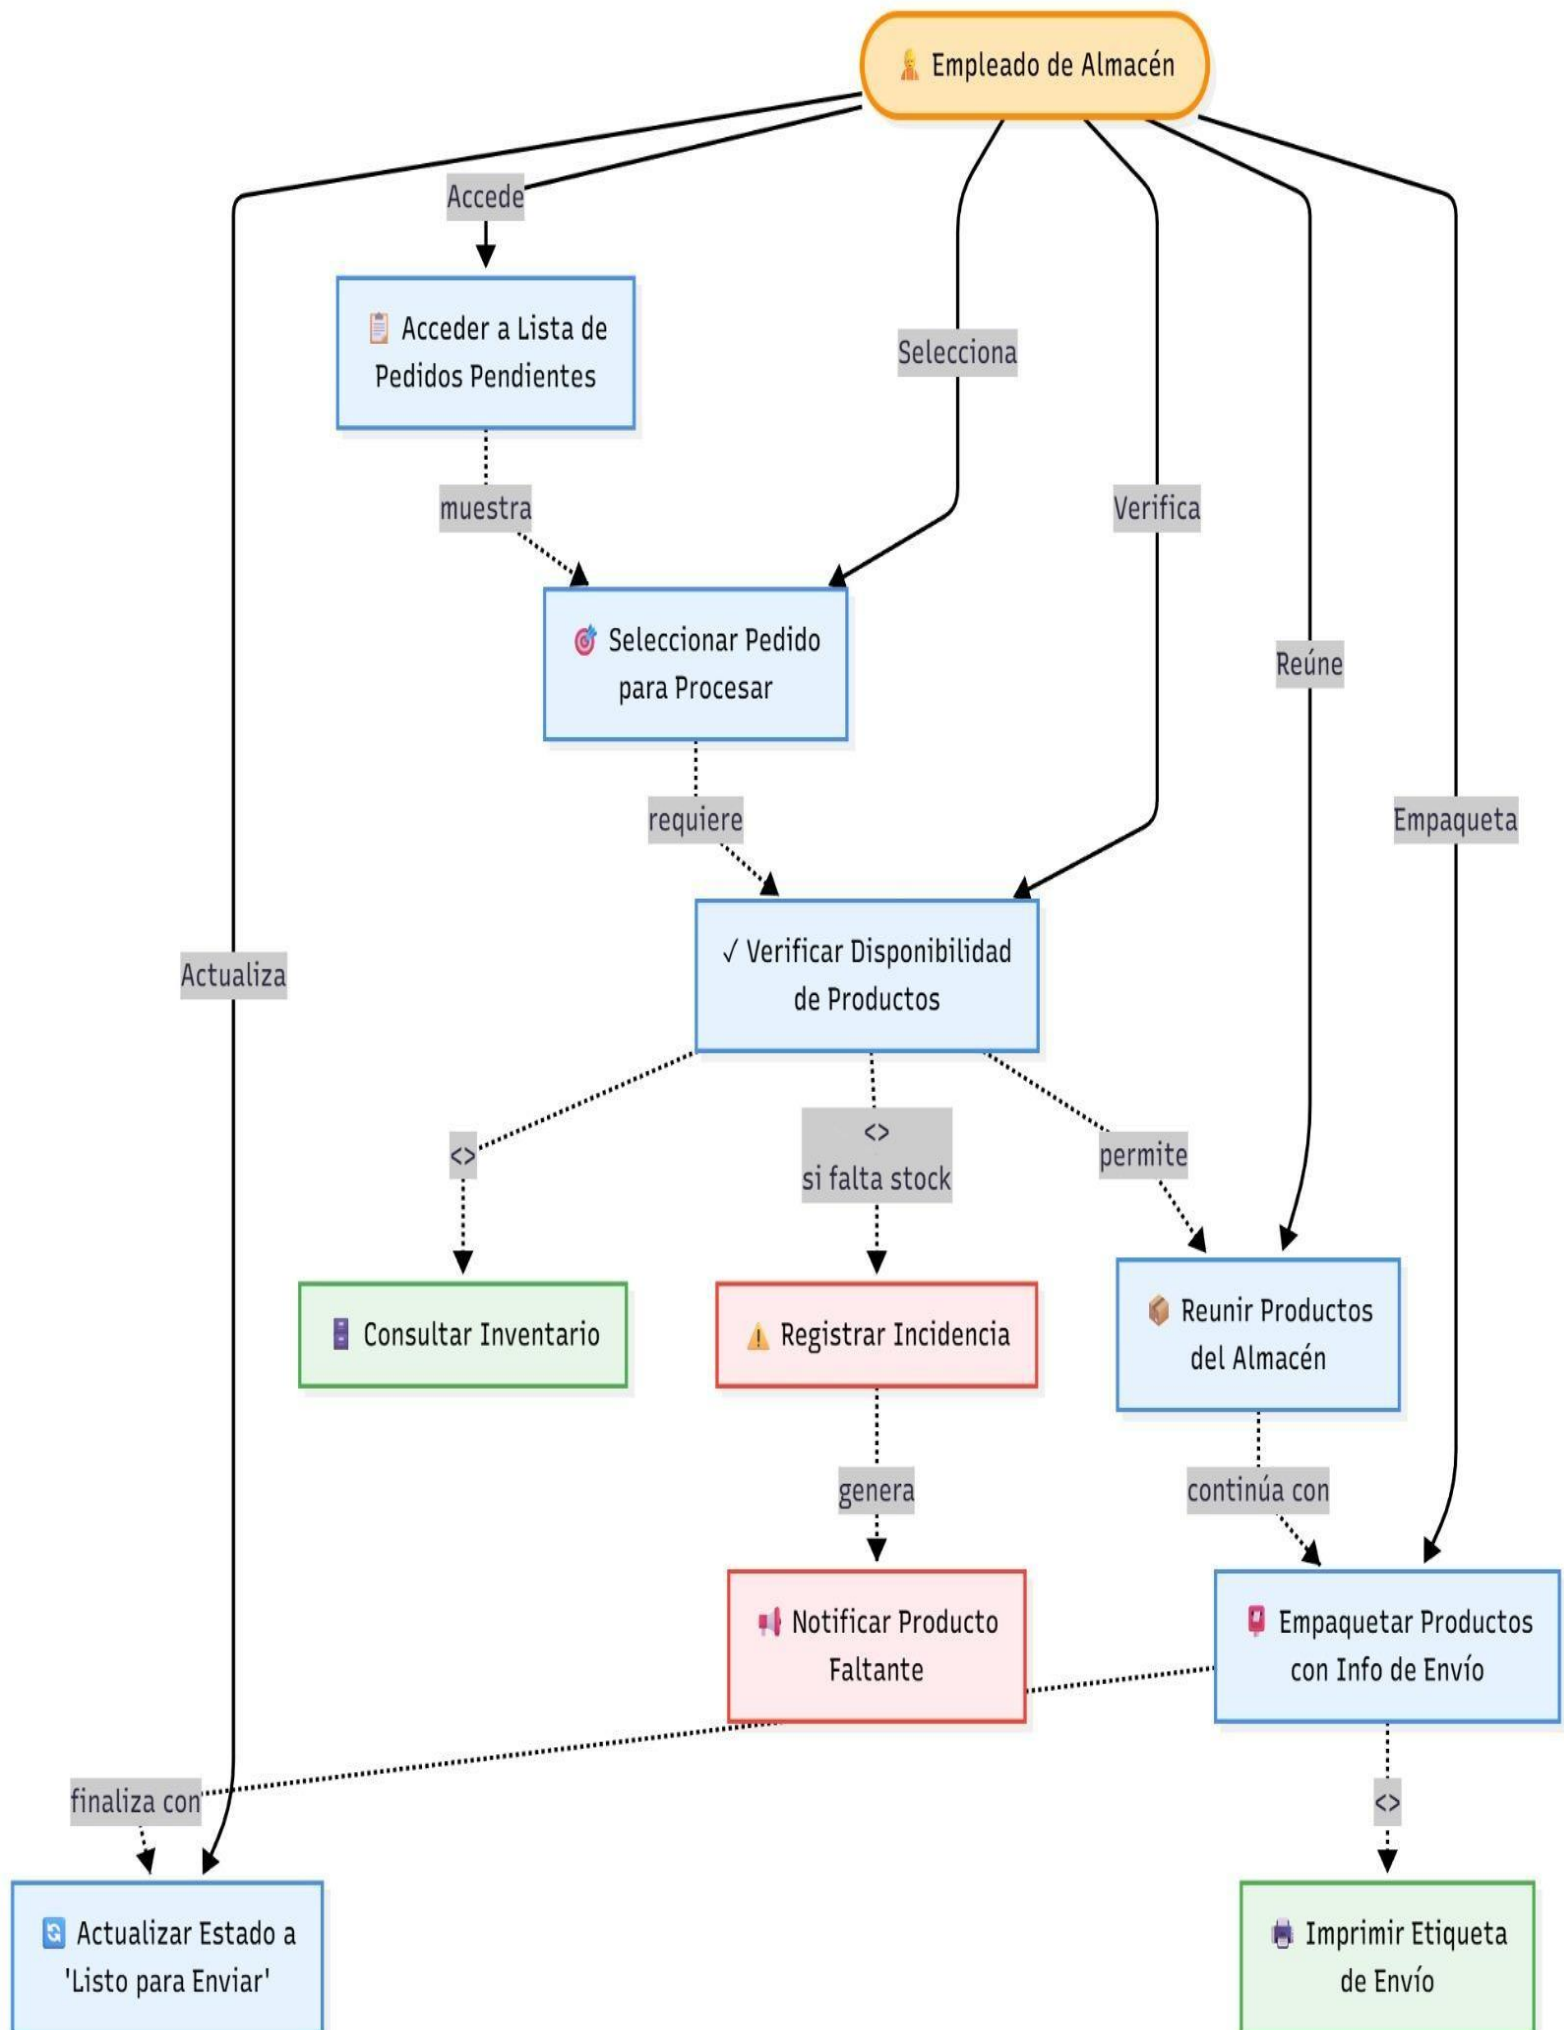 Empleado de Almacén
Accede
Acceder a Lista de
Pedidos Pendientes
Selecciona
muestra
Verifica
Seleccionar Pedido
para Procesar
Reúne
requiere
Empaqueta
✓ Verificar Disponibilidad
de Productos
Actualiza
<>
<>
si falta stock
permite
Consultar Inventario
Registrar Incidencia
Reunir Productos
del Almacén
genera
continúa con
Notificar Producto
Faltante
Empaquetar Productos
con Info de Envío
finaliza con
<>
Actualizar Estado a
'Listo para Enviar'
Imprimir Etiqueta
de Envío